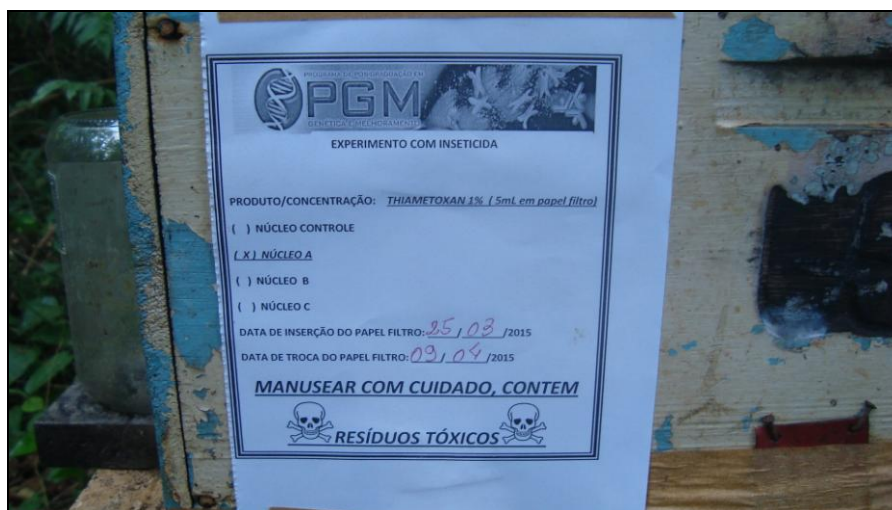 PROGRAMA DE PÓS-GRADUAÇÃO EM
PGM
GENÉTICA E MELHORAMENTO
EXPERIMENTO COM INSETICIDA
PRODUTO/CONCENTRAÇÃO: THIAMETOXAN 1% ( 5mL em papel filtro)
( ) NÚCLEO CONTROLE
( X ) NÚCLEO A
( ) NÚCLEO B
( ) NÚCLEO C
DATA DE INSERÇÃO DO PAPEL FILTRO: 25 / 03 /2015
DATA DE TROCA DO PAPEL FILTRO: 09 / 04 /2015
MANUSEAR COM CUIDADO, CONTEM
RESÍDUOS TÓXICOS